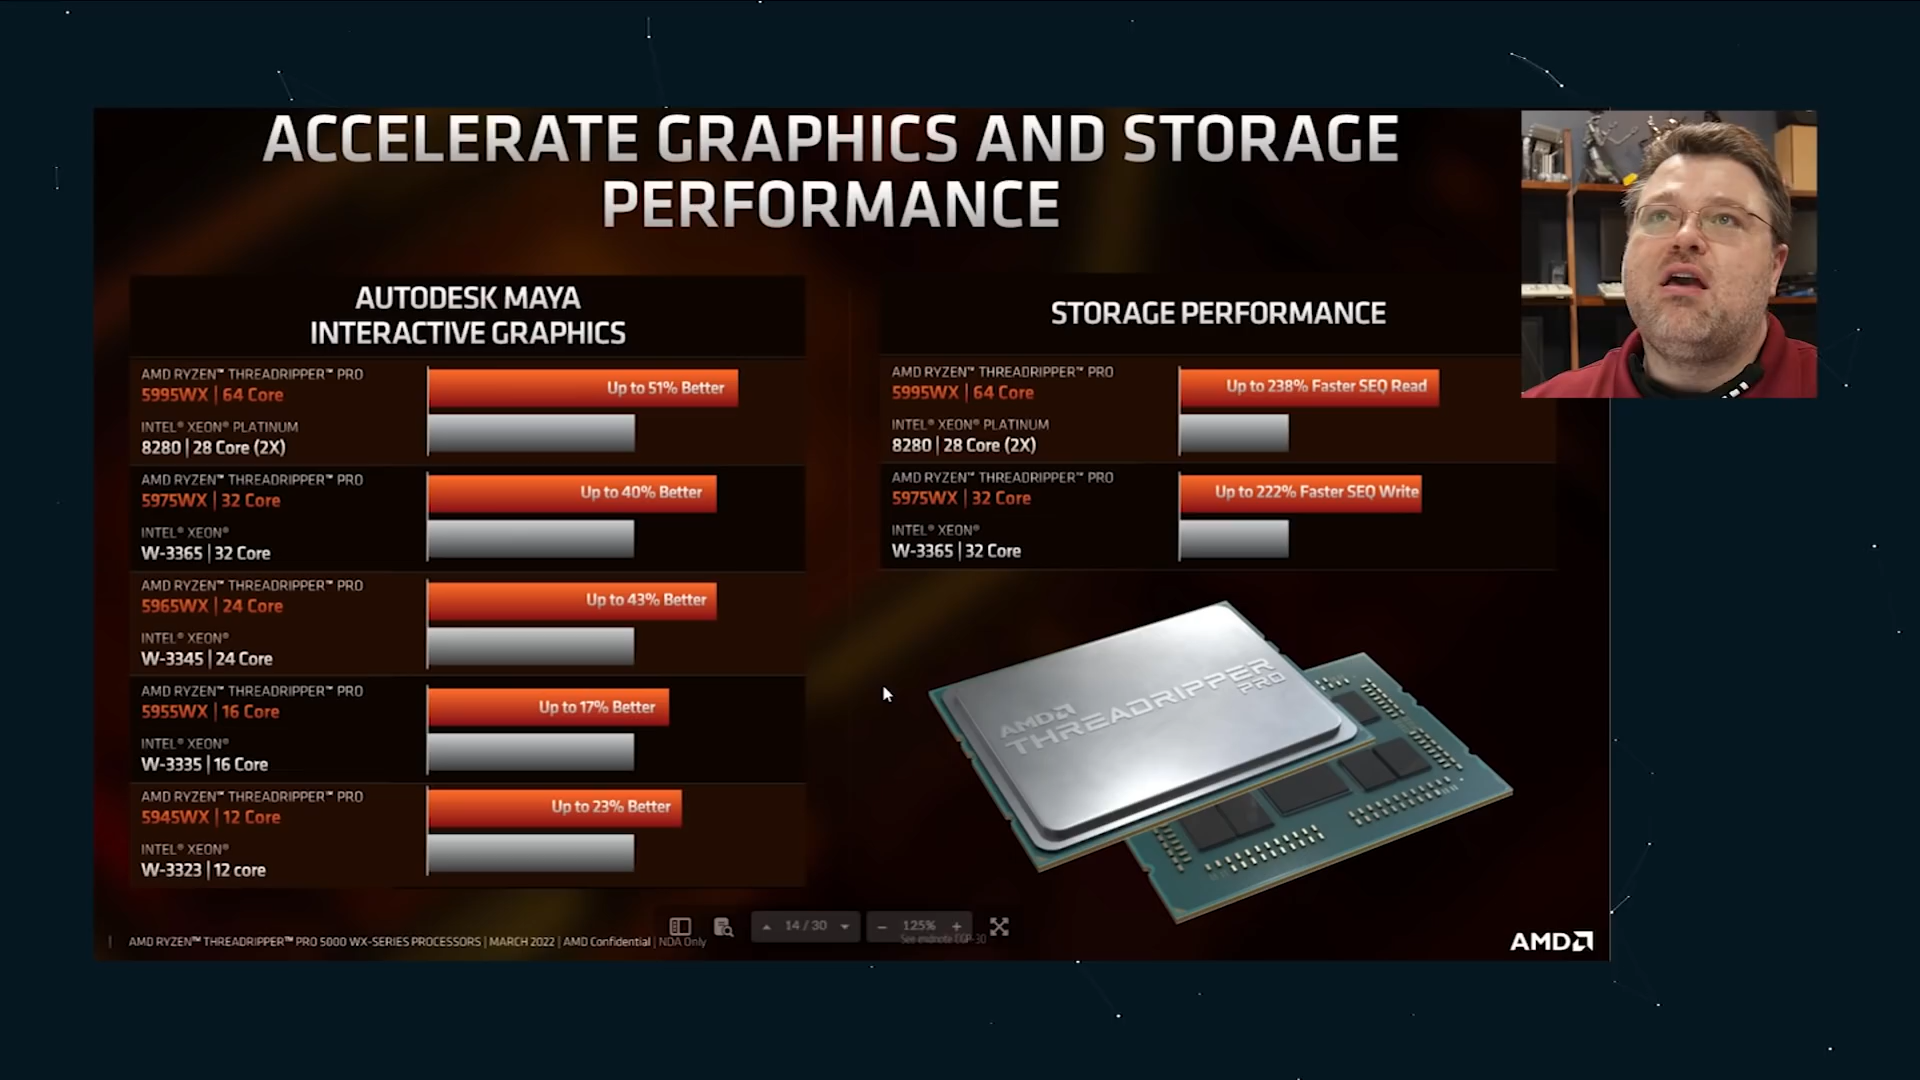 ACCELERATE GRAPHICS AND STORAGE
PERFORMANCE
AUTODESK MAYA
INTERACTIVE GRAPHICS
AMD RYZEN™ THREADRIPPER™ PRO
5995WX | 64 Core
Up to 51% Better
INTEL® XEON® PLATINUM
8280 | 28 Core (2X)
AMD RYZEN™ THREADRIPPER™ PRO
5975WX | 32 Core
Up to 40% Better
INTEL® XEON®
W-3365 | 32 Core
AMD RYZEN™ THREADRIPPER™ PRO
5965WX | 24 Core
Up to 43% Better
INTEL® XEON®
W-3345 | 24 Core
AMD RYZEN™ THREADRIPPER™ PRO
5955WX | 16 Core
Up to 17% Better
INTEL® XEON®
W-3335 | 16 Core
AMD RYZEN™ THREADRIPPER™ PRO
5945WX | 12 Core
Up to 23% Better
INTEL® XEON®
W-3323 | 12 core
STORAGE PERFORMANCE
AMD RYZEN™ THREADRIPPER™ PRO
5995WX | 64 Core
Up to 238% Faster SEQ Read
INTEL® XEON® PLATINUM
8280 | 28 Core (2X)
AMD RYZEN™ THREADRIPPER™ PRO
5975WX | 32 Core
Up to 222% Faster SEQ Write
INTEL® XEON®
W-3365 | 32 Core
AMD
THREADRIPPER
PRO
14 / 30
125%
See endnote
| AMD RYZEN™ THREADRIPPER™ PRO 5000 WX-SERIES PROCESSORS | MARCH 2022 | AMD Confidential | NDA Only
AMD